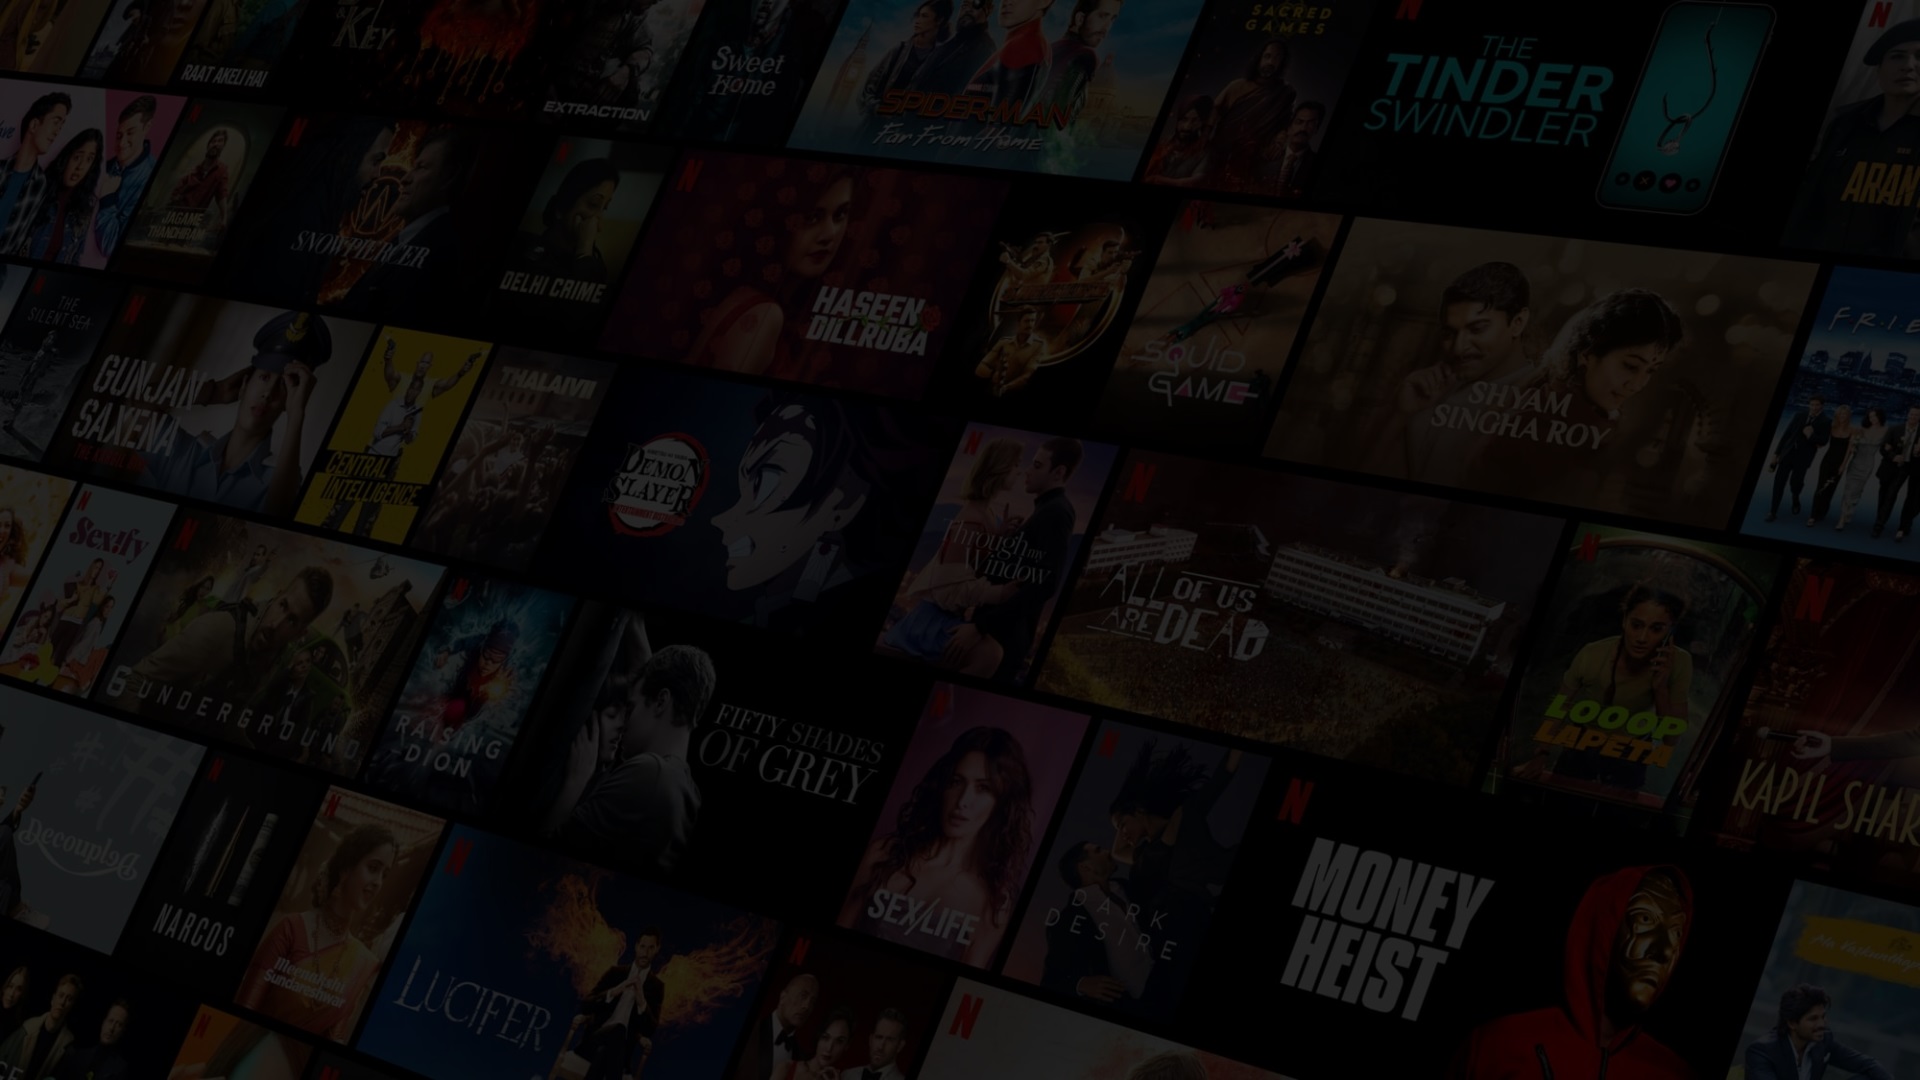 RAAT AKELI HAI
& KEY
EXTRACTION
Sweet
Home
SPIDER-MAN
Far From Home
SACRED
GAMES
THE
TINDER
SWINDLER
ARAN
JAGAME
THANDHIRAM
SNOWPIERCER
DELHI CRIME
HASEEN
DILLRUBA
SQUID
GAME
SHYAM
SINGHA ROY
FRIE
THE
SILENT SEA
GUNJAN
SAXENA
CENTRAL
INTELLIGENCE
THALAIVII
DEMON
SLAYER
Through my
Window
ALL OF US
ARE DEAD
LOOOP
LAPETA
KAPIL SHAR
Sex!fy
6 UNDERGROUND
RAISING
DION
FIFTY SHADES
OF GREY
SEX/LIFE
DARK
DESIRE
MONEY
HEIST
Decoupled
NARCOS
Meenakshi
Sundareshwar
LUCIFER